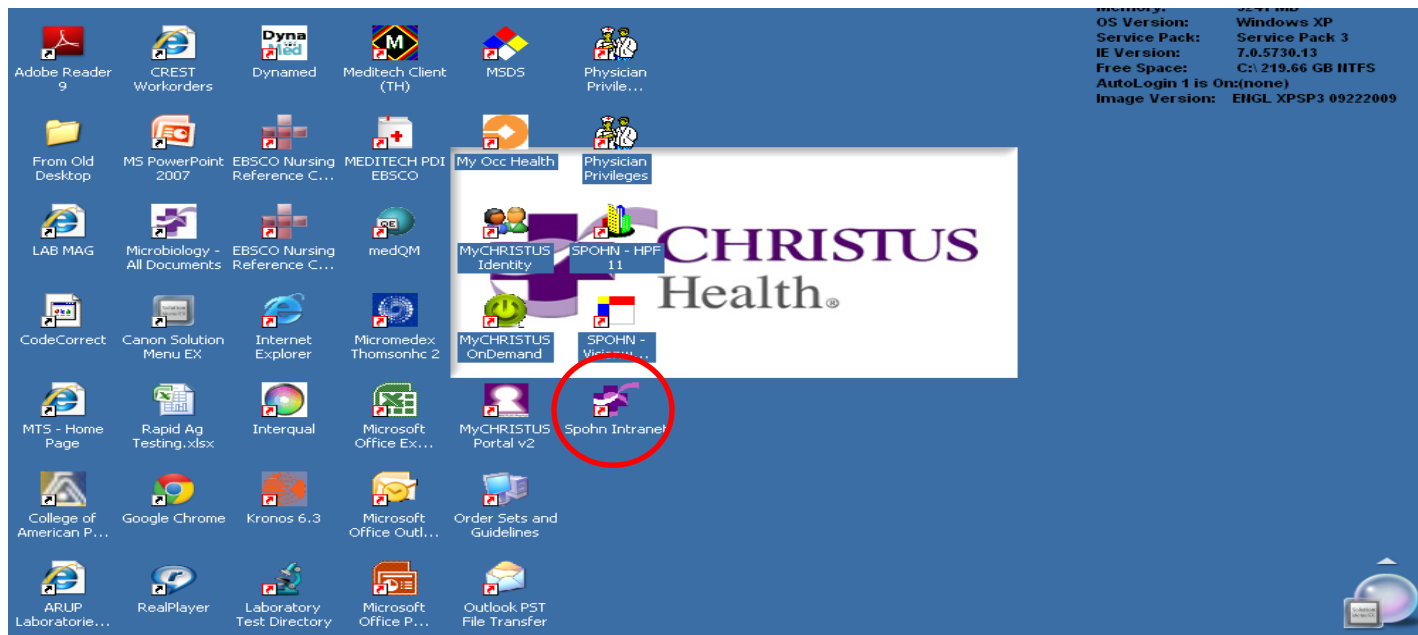 Memory: 3241 MB
OS Version: Windows XP
Service Pack: Service Pack 3
IE Version: 7.0.5730.13
Free Space: C:\ 219.66 GB NTFS
AutoLogin 1 is On:(none)
Image Version: ENGL XPSP3 09222009
Adobe Reader
9
CREST
Workorders
Dyna
Med
Dynamed
M
Meditech Client
(TH)
MSDS
Physician
Privile...
From Old
Desktop
MS PowerPoint
2007
EBSCO Nursing
Reference C...
MEDITECH PDI
EBSCO
My Occ Health
Physician
Privileges
LAB MAG
Microbiology -
All Documents
EBSCO Nursing
Reference C...
QE
medQM
MyCHRISTUS
Identity
SPOHN - HPF
11
CHRISTUS
Health®
CodeCorrect
Canon Solution
Menu EX
Internet
Explorer
Micromedex
Thomsonhc 2
MyCHRISTUS
OnDemand
SPOHN -
MTS - Home
Page
Rapid Ag
Testing.xlsx
Interqual
Microsoft
Office Ex...
MyCHRISTUS
Portal v2
Spohn Intranet
College of
American P...
Google Chrome
Kronos 6.3
Microsoft
Office Outl...
Order Sets and
Guidelines
ARUP
Laboratorie...
RealPlayer
Laboratory
Test Directory
Microsoft
Office P...
Outlook PST
File Transfer